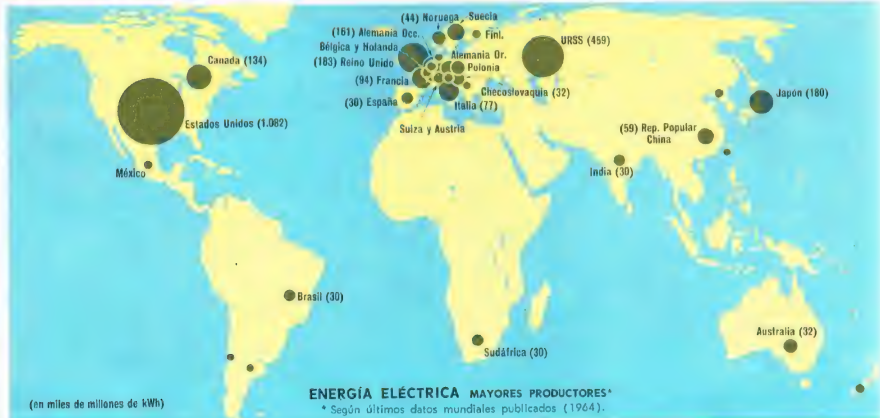 (44) Noruega, Suecia
(161) Alemania Occ.
Finl.
Bélgica y Holanda
(183) Reino Unido
Alemania Or.
Polonia
URSS (459)
Canada (134)
(94) Francia
Checoslovaquia (32)
(30) España
Italia (77)
Japón (180)
Estados Unidos (1.082)
Suiza y Austria
(59) Rep. Popular
China
México
India (30)
Brasil (30)
Australia (32)
Sudáfrica (30)
ENERGÍA ELÉCTRICA MAYORES PRODUCTORES*
(en miles de millones de kWh)
* Según últimos datos mundiales publicados (1964).